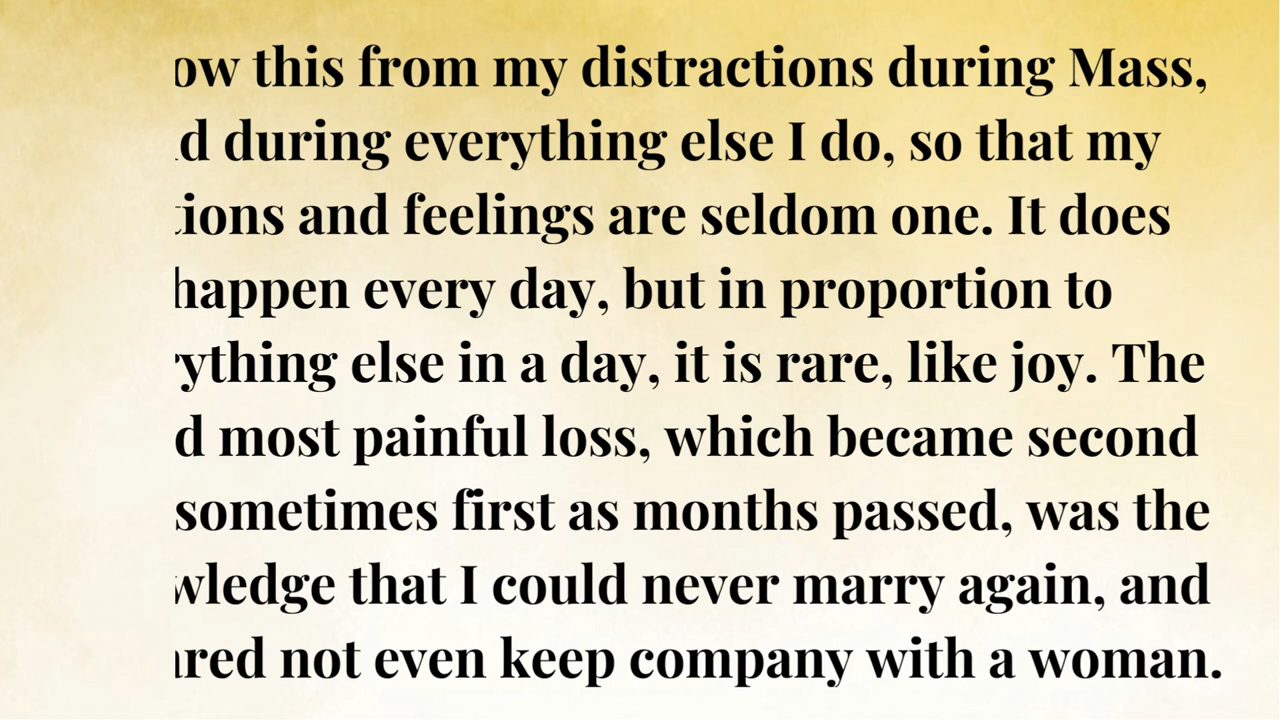 ow this from my distractions during Mass,
d during everything else I do, so that my
tions and feelings are seldom one. It does
happen every day, but in proportion to
rything else in a day, it is rare, like joy. The
d most painful loss, which became second
sometimes first as months passed, was the
wledge that I could never marry again, and
ared not even keep company with a woman.